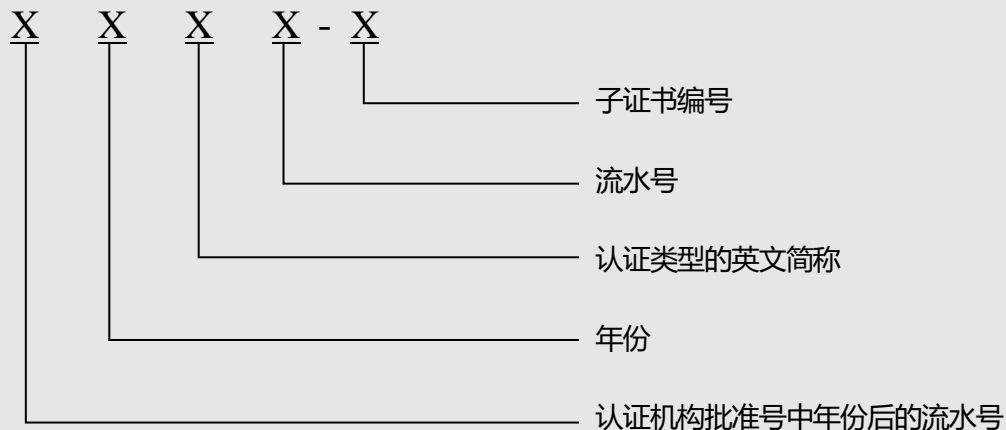 X X X X - X
子证书编号
流水号
认证类型的英文简称
年份
认证机构批准号中年份后的流水号